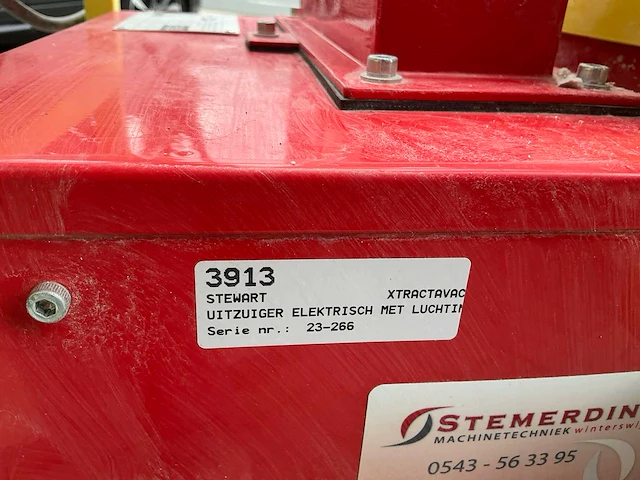 3913
STEWART XTRACTAVAC
UITZUIGER ELEKTRISCH MET LUCHTIN
Serie nr.: 23-266
STEMERDIN
MACHINETECHNIEK winterswij
0543 - 56 33 95